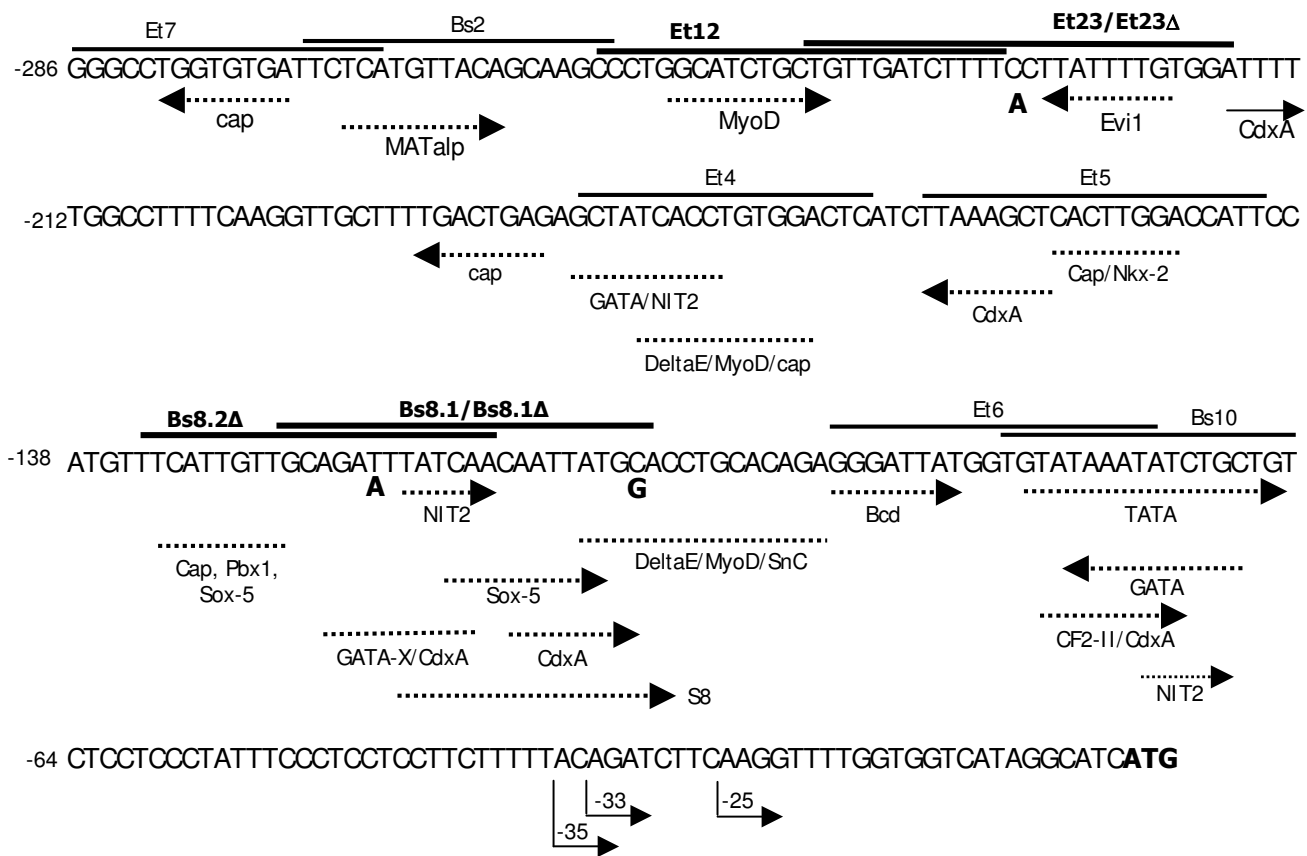 Et7 Bs2 Et12 Et23/Et23Δ
-286 GGGCCTGGTGTGATTCTCATGTTACAGCAAGCCCTGGCATCTGCTGTTGATCTTTTCCTTATTTTGTGGATTTT
cap MATalp MyoD A Evi1 CdxA
Et4 Et5
-212 TGGCCTTTTCAAGGTTGCTTTTGACTGAGAGCTATCACCTGTGGACTCATCTTAAAGCTCACTTGGACCATTCC
cap GATA/NIT2 CdxA Cap/Nkx-2
DeltaE/MyoD/cap
Bs8.2Δ Bs8.1/Bs8.1Δ Et6 Bs10
-138 ATGTTTCATTGTTGCAGATTTATCAACAATTATGCACCTGCACAGAGGGATTATGGTGTATAAATATCTGCTGT
A NIT2 G Bcd TATA
Cap, Pbx1,
Sox-5
Sox-5 DeltaE/MyoD/SnC GATA
GATA-X/CdxA CdxA CF2-II/CdxA
S8 NIT2
-64 CTCCTCCCTATTTCCCTCCTCCTTCTTTTTACAGATCTTCAAGGTTTTGGTGGTCATAGGCATCATG
-33 -25
-35